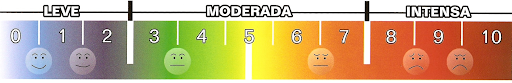 LEVE MODERADA INTENSA
0 1 2 3 4 5 6 7 8 9 10